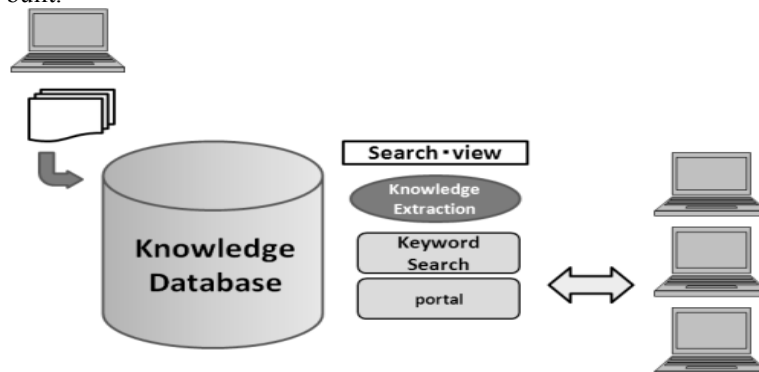 Search・view
Knowledge
Extraction
Knowledge
Database
Keyword
Search
portal